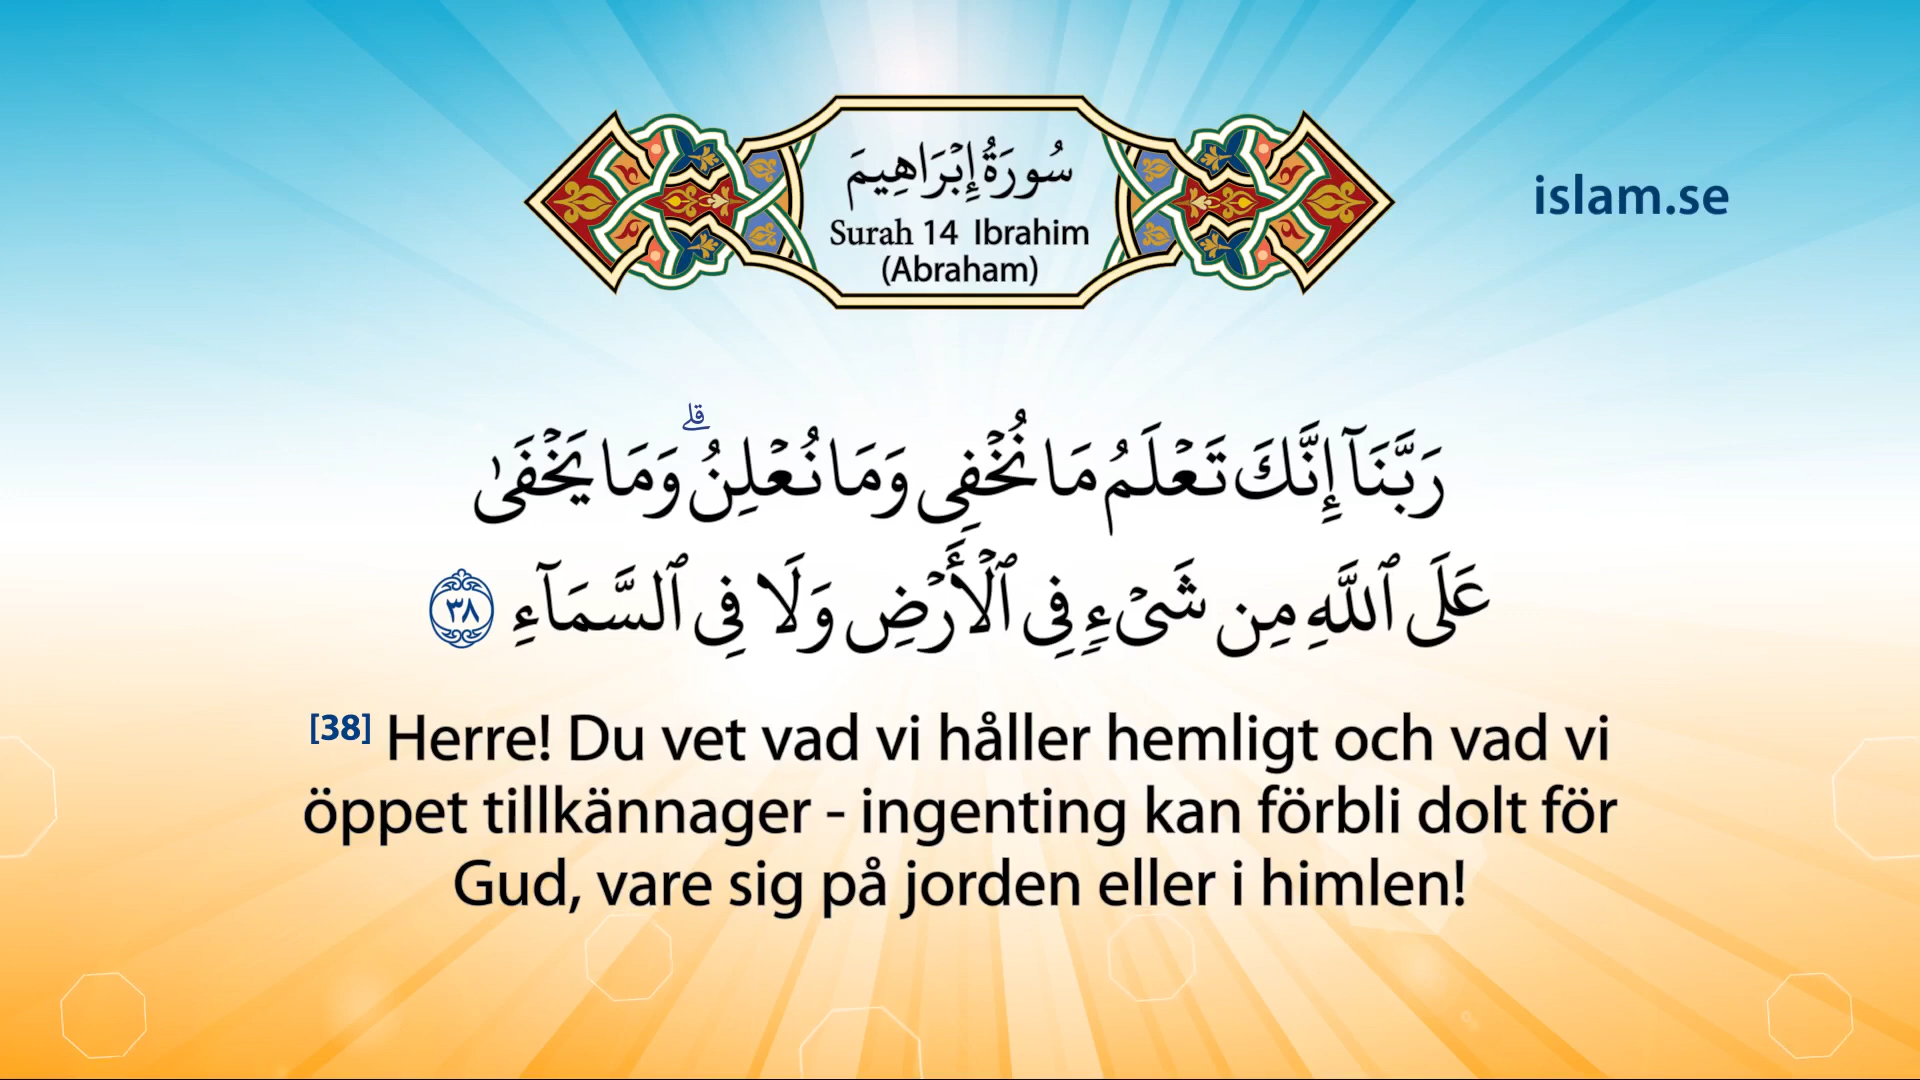 سُورَةُ إِبْرَاهِيمَ
Surah 14 Ibrahim
(Abraham)
islam.se
رَبَّنَآ إِنَّكَ تَعْلَمُ مَا نُخْفِى وَمَا نُعْلِنُ ۗ وَمَا يَخْفَىٰ
عَلَى ٱللَّهِ مِن شَىْءٍ فِى ٱلْأَرْضِ وَلَا فِى ٱلسَّمَآءِ ٣٨
[38] Herre! Du vet vad vi håller hemligt och vad vi
öppet tillkännager - ingenting kan förbli dolt för
Gud, vare sig på jorden eller i himlen!